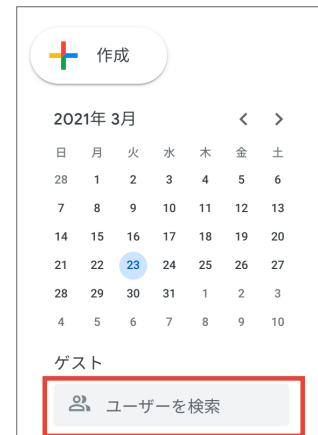 作成
2021年 3月
日 月 火 水 木 金 土
28 1 2 3 4 5 6
7 8 9 10 11 12 13
14 15 16 17 18 19 20
21 22 23 24 25 26 27
28 29 30 31 1 2 3
4 5 6 7 8 9 10
ゲスト
ユーザーを検索